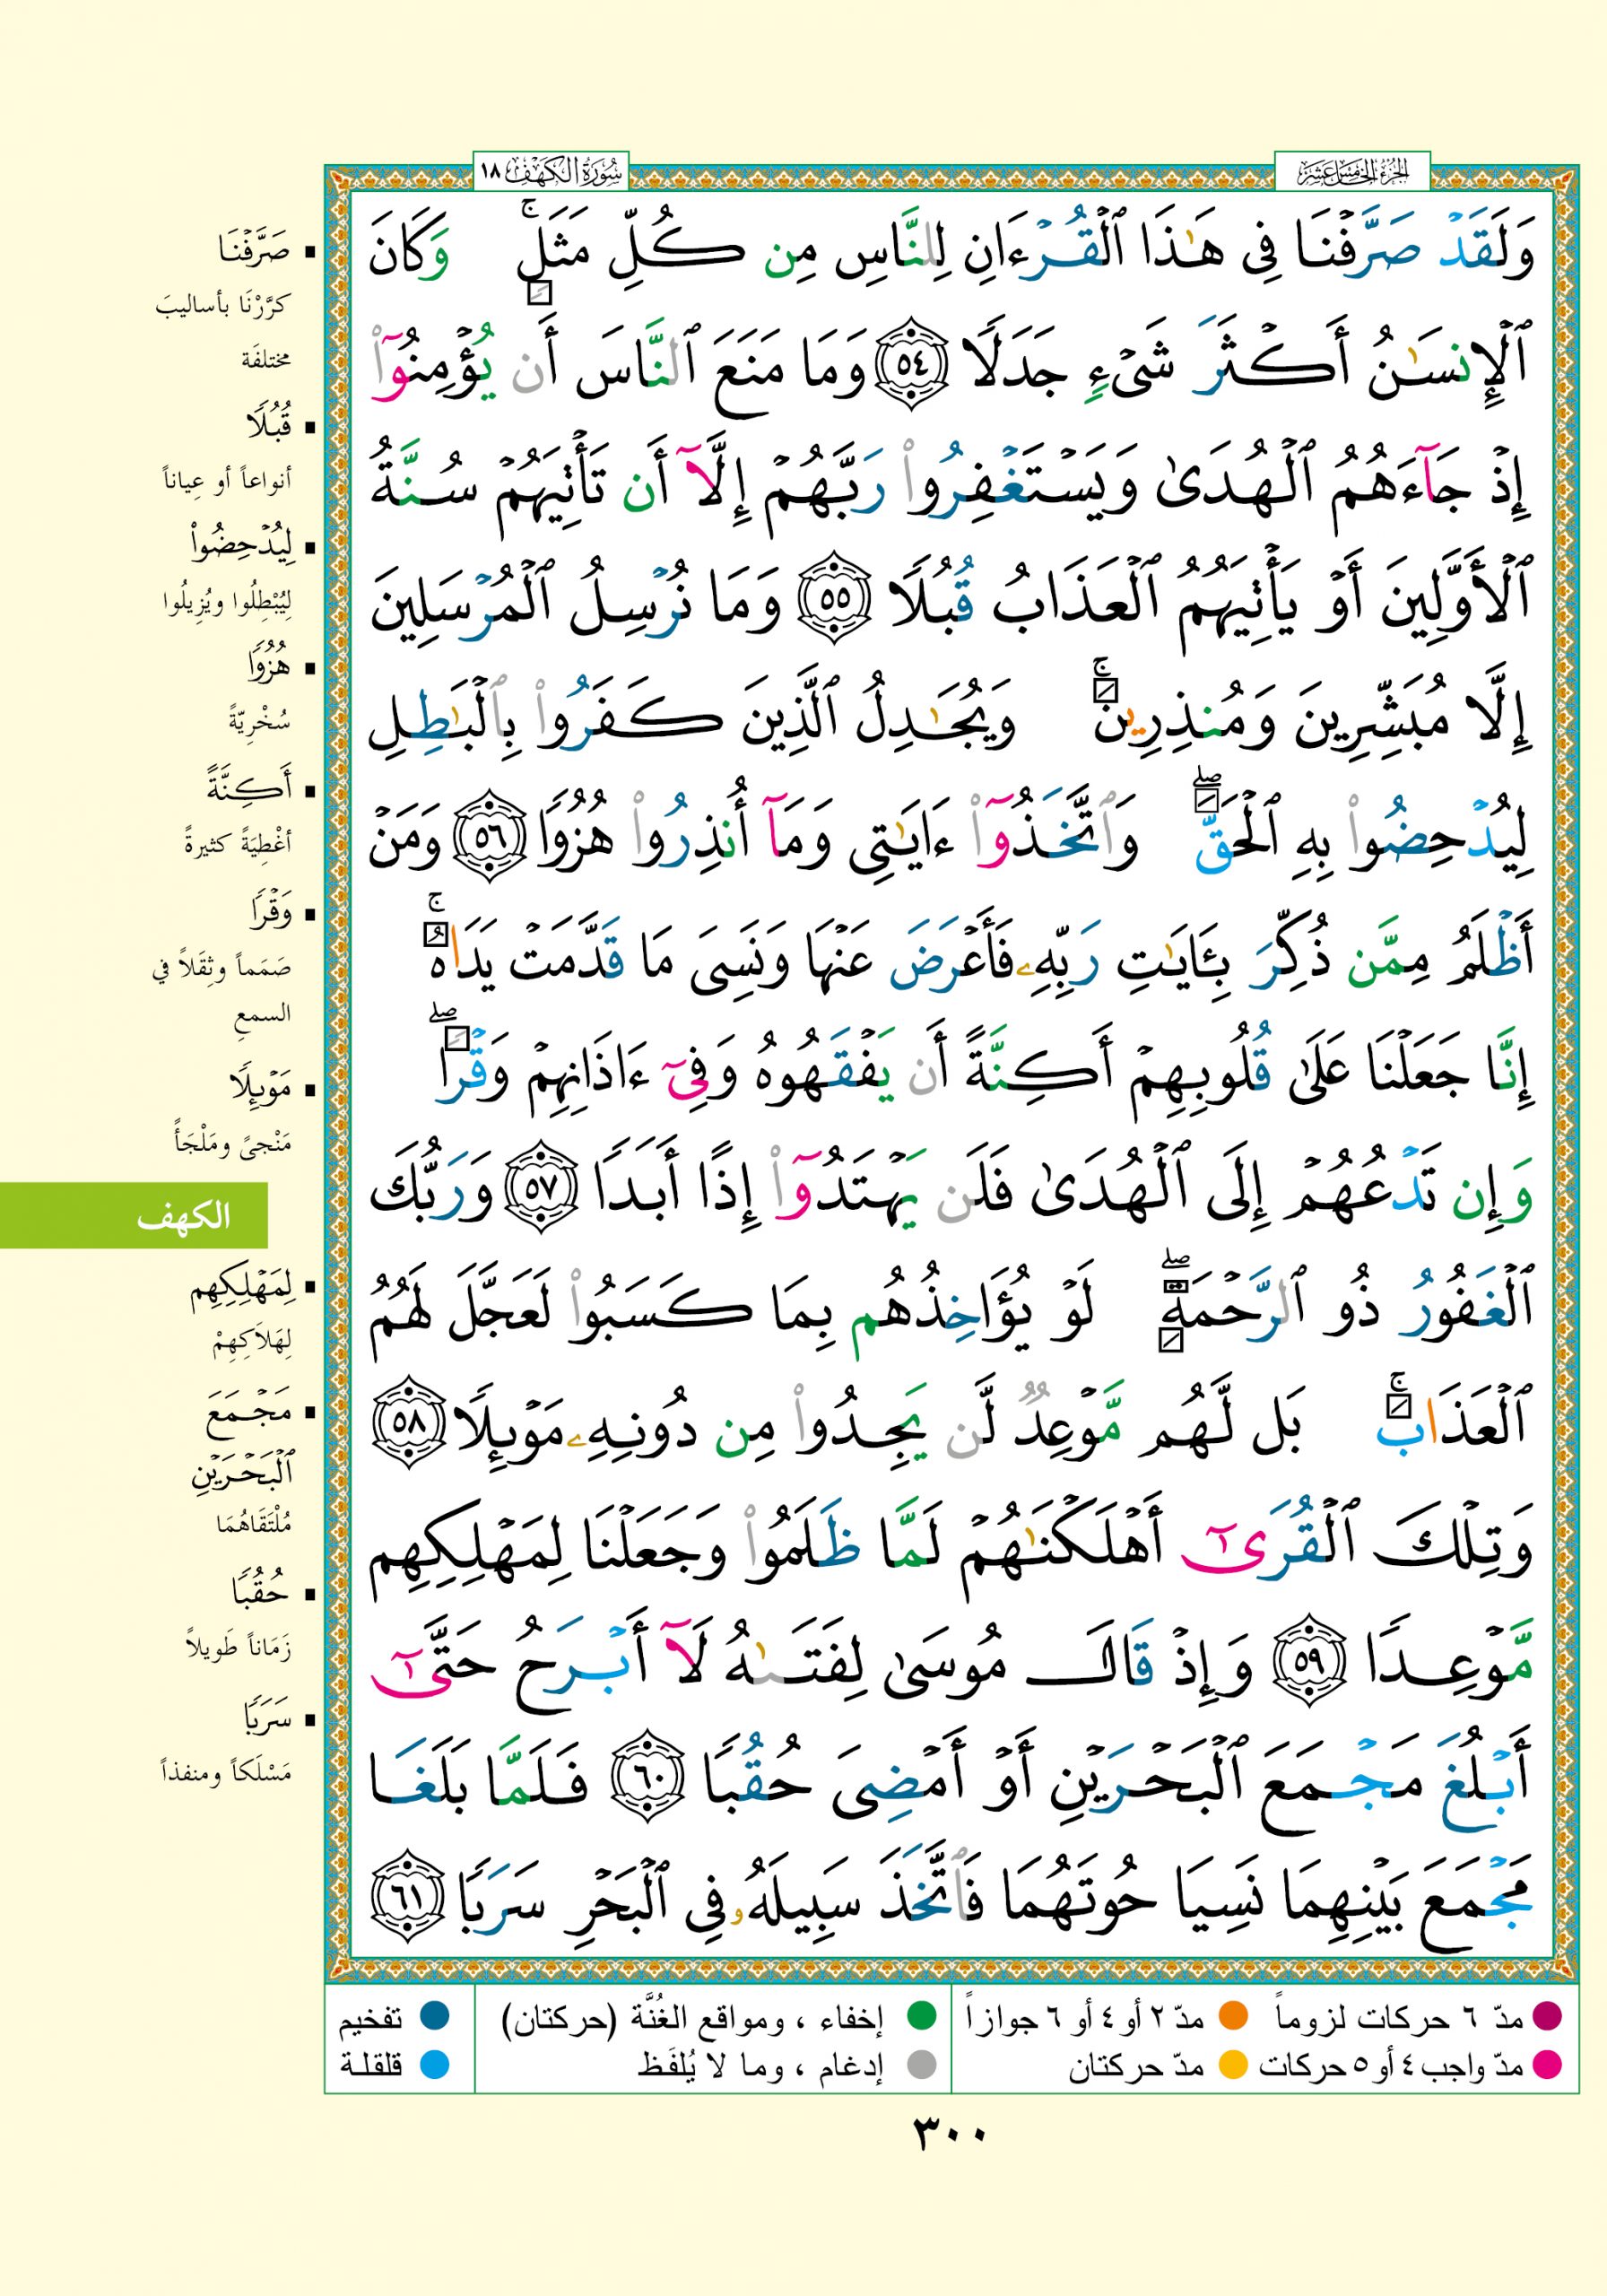 الجزء الخامس عشر
سورة الكهف ١٨
وَلَقَدۡ صَرَّفۡنَا فِى هَٰذَا ٱلۡقُرۡءَانِ لِلنَّاسِ مِن كُلِّ مَثَلٍۚ وَكَانَ
ٱلۡإِنسَٰنُ أَكۡثَرَ شَىۡءٍ جَدَلًا ٥٤ وَمَا مَنَعَ ٱلنَّاسَ أَن يُؤۡمِنُوٓا۟
إِذۡ جَآءَهُمُ ٱلۡهُدَىٰ وَيَسۡتَغۡفِرُوا۟ رَبَّهُمۡ إِلَّآ أَن تَأۡتِيَهُمۡ سُنَّةُ
ٱلۡأَوَّلِينَ أَوۡ يَأۡتِيَهُمُ ٱلۡعَذَابُ قُبُلًا ٥٥ وَمَا نُرۡسِلُ ٱلۡمُرۡسَلِينَ
إِلَّا مُبَشِّرِينَ وَمُنذِرِينَۚ وَيُجَٰدِلُ ٱلَّذِينَ كَفَرُوا۟ بِٱلۡبَٰطِلِ
لِيُدۡحِضُوا۟ بِهِ ٱلۡحَقَّۖ وَٱتَّخَذُوٓا۟ ءَايَٰتِى وَمَآ أُنذِرُوا۟ هُزُوًا ٥٦ وَمَنۡ
أَظۡلَمُ مِمَّن ذُكِّرَ بِـَٔايَٰتِ رَبِّهِۦ فَأَعۡرَضَ عَنۡهَا وَنَسِىَ مَا قَدَّمَتۡ يَدَاهُۚ
إِنَّا جَعَلۡنَا عَلَىٰ قُلُوبِهِمۡ أَكِنَّةً أَن يَفۡقَهُوهُ وَفِىٓ ءَاذَانِهِمۡ وَقۡرًاۖ
وَإِن تَدۡعُهُمۡ إِلَى ٱلۡهُدَىٰ فَلَن يَهۡتَدُوٓا۟ إِذًا أَبَدًا ٥٧ وَرَبُّكَ
ٱلۡغَفُورُ ذُو ٱلرَّحۡمَةِۖ لَوۡ يُؤَاخِذُهُم بِمَا كَسَبُوا۟ لَعَجَّلَ لَهُمُ
ٱلۡعَذَابَۚ بَل لَّهُم مَّوۡعِدٌ لَّن يَجِدُوا۟ مِن دُونِهِۦ مَوۡئِلًا ٥٨
وَتِلۡكَ ٱلۡقُرَىٰٓ أَهۡلَكۡنَٰهُمۡ لَمَّا ظَلَمُوا۟ وَجَعَلۡنَا لِمَهۡلِكِهِم
مَّوۡعِدًا ٥٩ وَإِذۡ قَالَ مُوسَىٰ لِفَتَىٰهُ لَآ أَبۡرَحُ حَتَّىٰٓ
أَبۡلُغَ مَجۡمَعَ ٱلۡبَحۡرَيۡنِ أَوۡ أَمۡضِىَ حُقُبًا ٦٠ فَلَمَّا بَلَغَا
مَجۡمَعَ بَيۡنِهِمَا نَسِيَا حُوتَهُمَا فَٱتَّخَذَ سَبِيلَهُۥ فِى ٱلۡبَحۡرِ سَرَبًا ٦١
صَرَّفۡنَا
كرَّرْنَا بأساليبَ
مختلفَة
قُبُلًا
أنواعاً أو عِياناً
لِيُدۡحِضُوا۟
لِيُبْطِلُوا ويُزِيلُوا
هُزُوًا
سُخْرِيّةً
أَكِنَّةً
أغْطِيَةً كثيرةً
وَقۡرًا
صَمَماً وثِقَلاً في
السمعِ
مَوۡئِلًا
مَنْجىً ومَلْجَأً
الكهف
لِمَهۡلِكِهِم
لِهَلاَكِهِمْ
مَجۡمَعَ
ٱلۡبَحۡرَيۡنِ
مُلْتَقَاهُمَا
حُقُبًا
زَمَاناً طَويلاً
سَرَبًا
مَسْلَكاً ومنفذاً
مدّ ٦ حركات لزوماً
مدّ ٢ أو ٤ أو ٦ جوازاً
إخفاء ، ومواقع الغُنَّة (حركتان)
تفخيم
مدّ واجب ٤ أو ٥ حركات
مدّ حركتان
إدغام ، وما لا يُلفَظ
قلقلة
٣٠٠